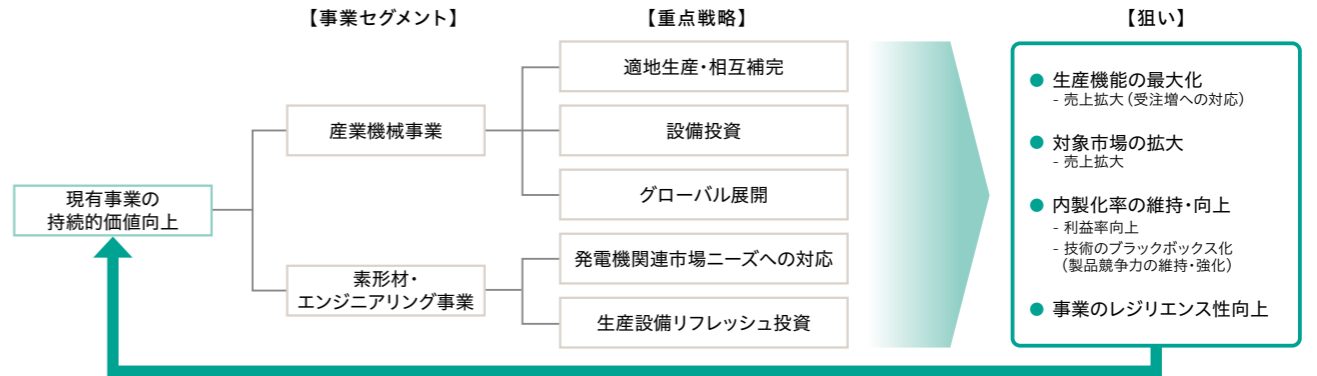 【事業セグメント】
【重点戦略】
【狙い】
現有事業の
持続的価値向上
産業機械事業
素形材・
エンジニアリング事業
適地生産・相互補完
設備投資
グローバル展開
発電機関連市場ニーズへの対応
生産設備リフレッシュ投資
● 生産機能の最大化
- 売上拡大（受注増への対応）
● 対象市場の拡大
- 売上拡大
● 内製化率の維持・向上
- 利益率向上
- 技術のブラックボックス化
（製品競争力の維持・強化）
● 事業のレジリエンス性向上